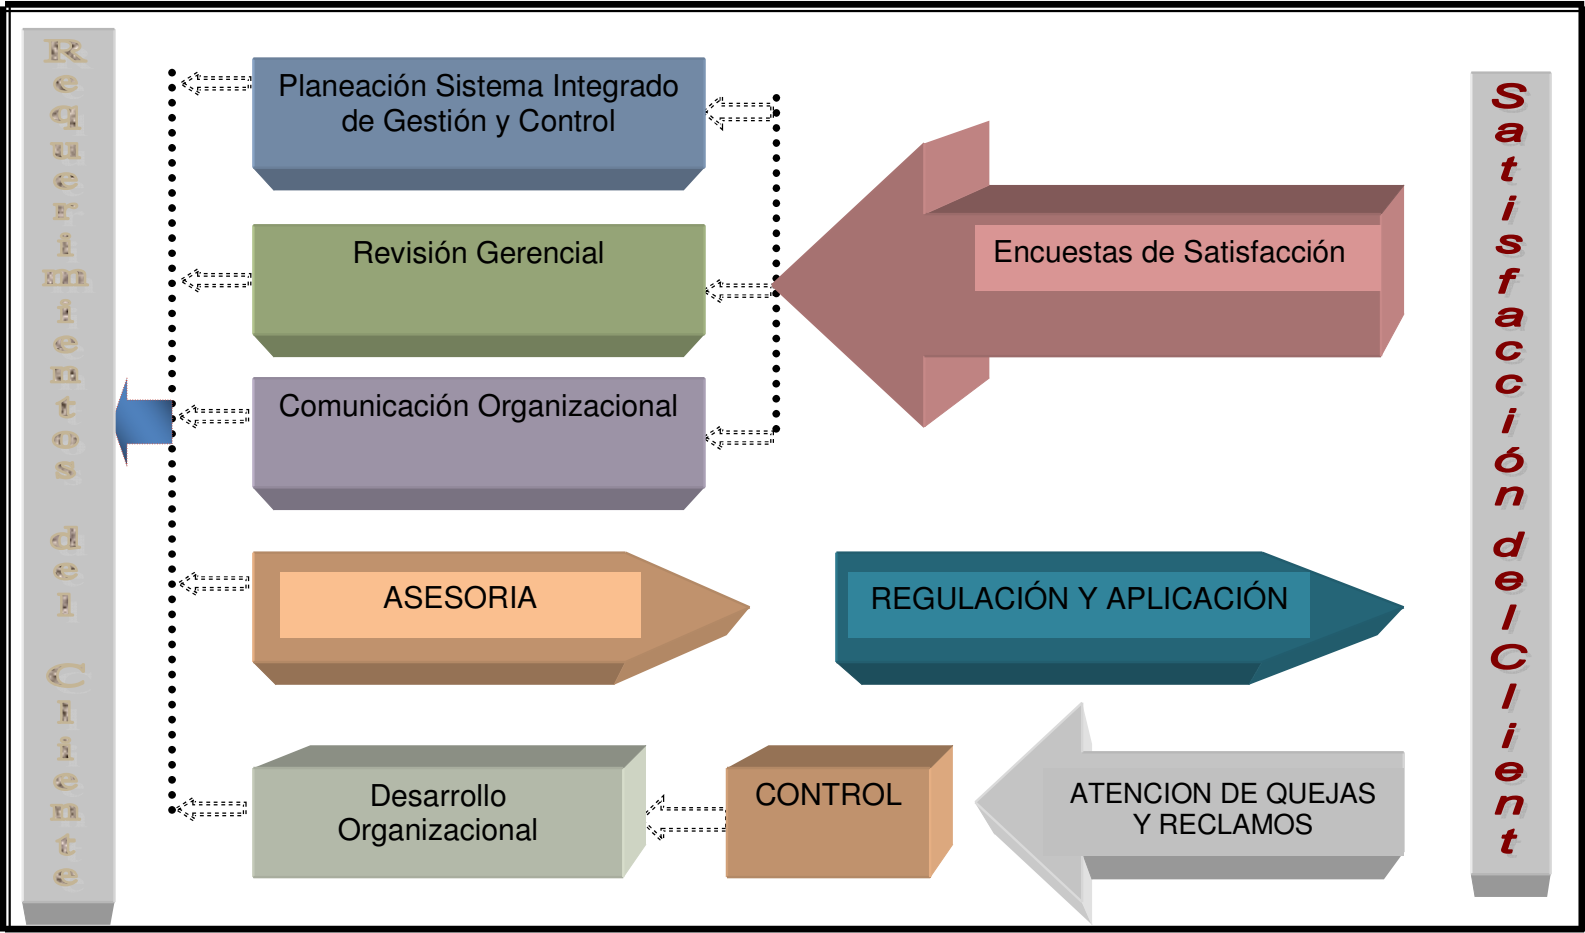 Requerimientos del Cliente
Planeación Sistema Integrado
de Gestión y Control
Revisión Gerencial
Comunicación Organizacional
Encuestas de Satisfacción
ASESORIA
REGULACIÓN Y APLICACIÓN
Desarrollo
Organizacional
CONTROL
ATENCION DE QUEJAS
Y RECLAMOS
Satisfacción del Client